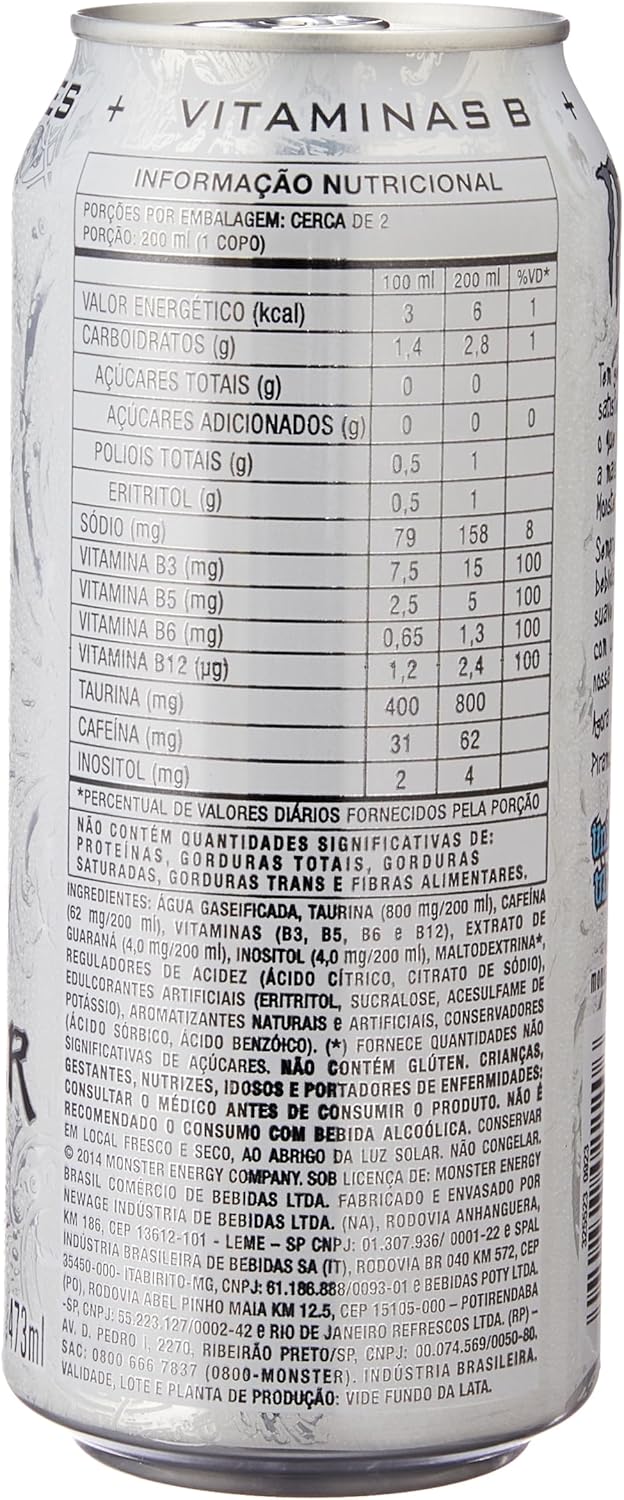 ES + VITAMINAS B +
INFORMAÇÃO NUTRICIONAL
PORÇÕES POR EMBALAGEM: CERCA DE 2
PORÇÃO: 200 ml (1 COPO)
100 ml 200 ml %VD*
VALOR ENERGÉTICO (kcal) 3 6 1
CARBOIDRATOS (g) 1,4 2,8 1
AÇÚCARES TOTAIS (g) 0 0
AÇÚCARES ADICIONADOS (g) 0 0 0
POLIOIS TOTAIS (g) 0,5 1
ERITRITOL (g) 0,5 1
SÓDIO (mg) 79 158 8
VITAMINA B3 (mg) 7,5 15 100
VITAMINA B5 (mg) 2,5 5 100
VITAMINA B6 (mg) 0,65 1,3 100
VITAMINA B12 (µg) 1,2 2,4 100
TAURINA (mg) 400 800
CAFEÍNA (mg) 31 62
INOSITOL (mg) 2 4
*PERCENTUAL DE VALORES DIÁRIOS FORNECIDOS PELA PORÇÃO
NÃO CONTÉM QUANTIDADES SIGNIFICATIVAS DE:
PROTEÍNAS, GORDURAS TOTAIS, GORDURAS
SATURADAS, GORDURAS TRANS E FIBRAS ALIMENTARES.
INGREDIENTES: ÁGUA GASEIFICADA, TAURINA (800 mg/200 ml), CAFEÍNA
(62 mg/200 ml), VITAMINAS (B3, B5, B6 e B12), EXTRATO DE
GUARANÁ (4,0 mg/200 ml), INOSITOL (4,0 mg/200 ml), MALTODEXTRINA*,
REGULADORES DE ACIDEZ (ÁCIDO CÍTRICO, CITRATO DE SÓDIO),
EDULCORANTES ARTIFICIAIS (ERITRITOL, SUCRALOSE, ACESULFAME DE
POTÁSSIO), AROMATIZANTES NATURAIS e ARTIFICIAIS, CONSERVADORES
(ÁCIDO SÓRBICO, ÁCIDO BENZÓICO). (*) FORNECE QUANTIDADES NÃO
SIGNIFICATIVAS DE AÇÚCARES. NÃO CONTÉM GLÚTEN. CRIANÇAS,
GESTANTES, NUTRIZES, IDOSOS E PORTADORES DE ENFERMIDADES:
CONSULTAR O MÉDICO ANTES DE CONSUMIR O PRODUTO. NÃO É
RECOMENDADO O CONSUMO COM BEBIDA ALCOÓLICA. CONSERVAR
EM LOCAL FRESCO E SECO, AO ABRIGO DA LUZ SOLAR. NÃO CONGELAR.
© 2014 MONSTER ENERGY COMPANY. SOB LICENÇA DE: MONSTER ENERGY
BRASIL COMÉRCIO DE BEBIDAS LTDA. FABRICADO E ENVASADO POR
NEWAGE INDÚSTRIA DE BEBIDAS LTDA. (NA), RODOVIA ANHANGUERA,
KM 186, CEP 13612-101 - LEME – SP CNPJ: 01.307.936/ 0001-22 e SPAL
INDÚSTRIA BRASILEIRA DE BEBIDAS SA (IT), RODOVIA BR 040 KM 572, CEP
35450-000- ITABIRITO-MG, CNPJ: 61.186.888/0093-01 e BEBIDAS POTY LTDA.
(PO), RODOVIA ABEL PINHO MAIA KM 12.5, CEP 15105-000 – POTIRENDABA
-SP, CNPJ: 55.223.127/0002-42 e RIO DE JANEIRO REFRESCOS LTDA. (RP) –
AV. D. PEDRO I, 2270, RIBEIRÃO PRETO/SP, CNPJ: 00.074.569/0050-80.
SAC: 0800 666 7837 (0800-MONSTER). INDÚSTRIA BRASILEIRA.
VALIDADE, LOTE E PLANTA DE PRODUÇÃO: VIDE FUNDO DA LATA.
473ml